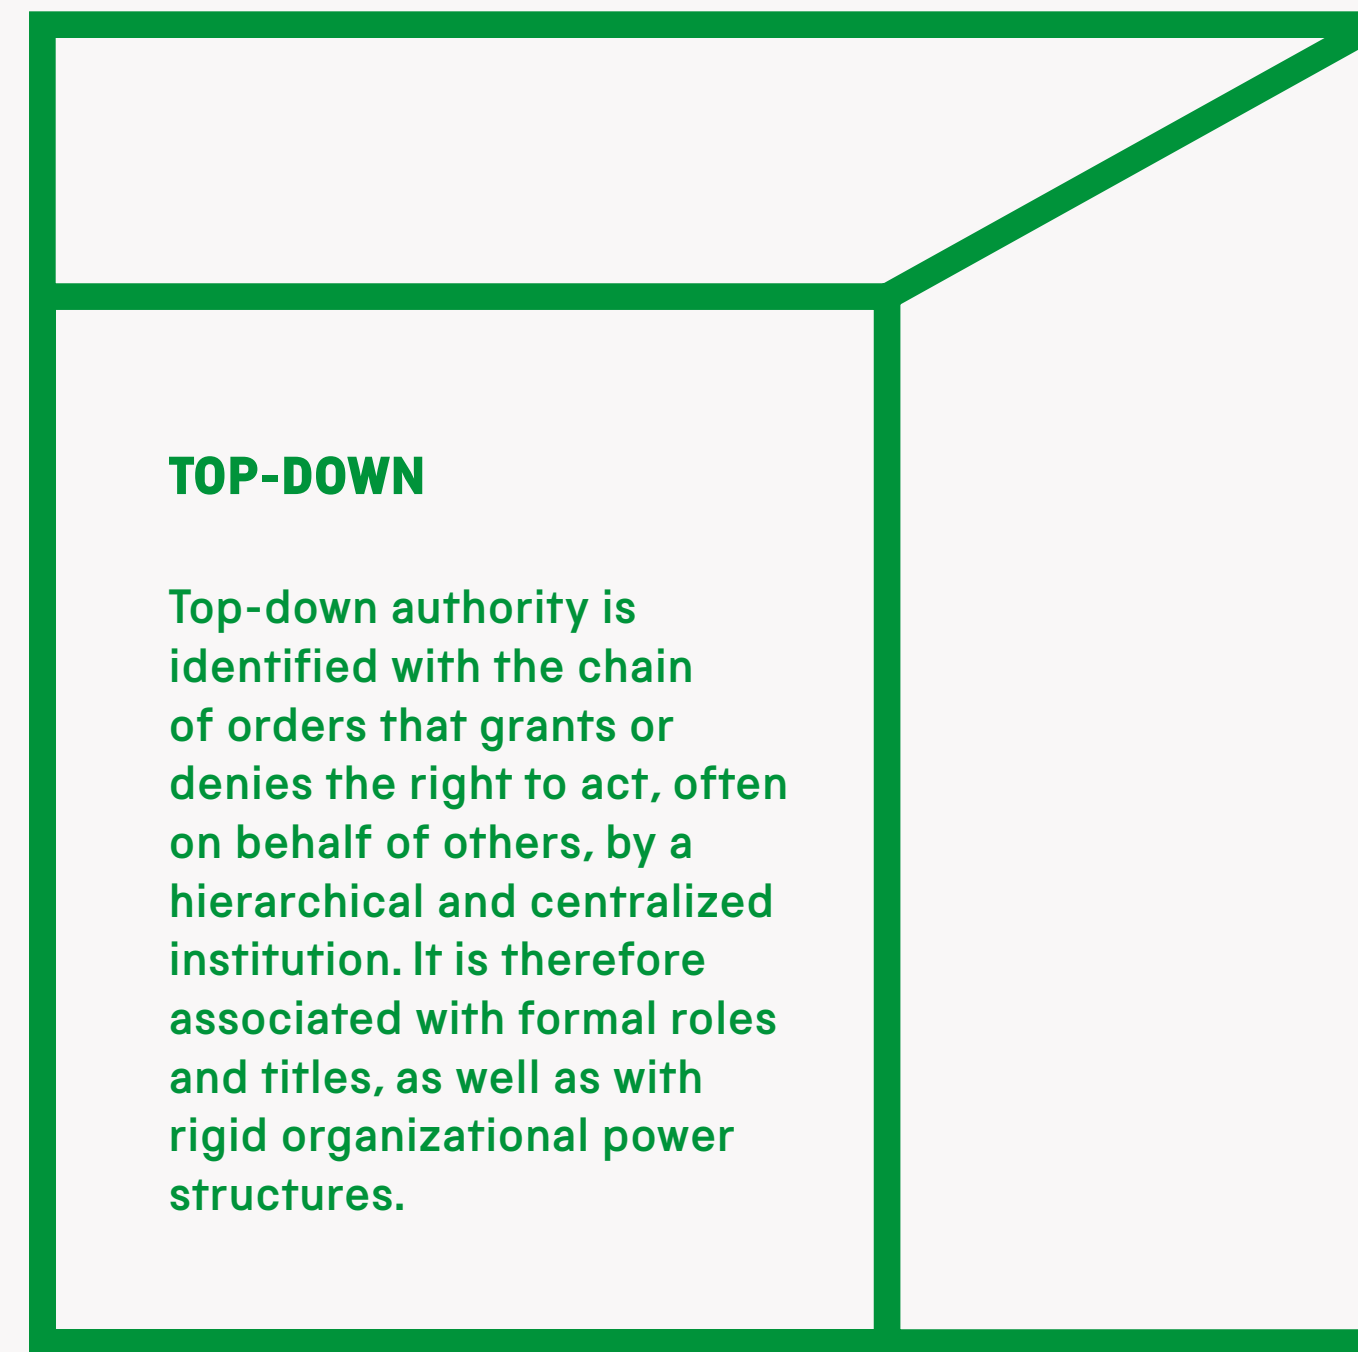 TOP-DOWN
Top-down authority is
identified with the chain
of orders that grants or
denies the right to act, often
on behalf of others, by a
hierarchical and centralized
institution. It is therefore
associated with formal roles
and titles, as well as with
rigid organizational power
structures.